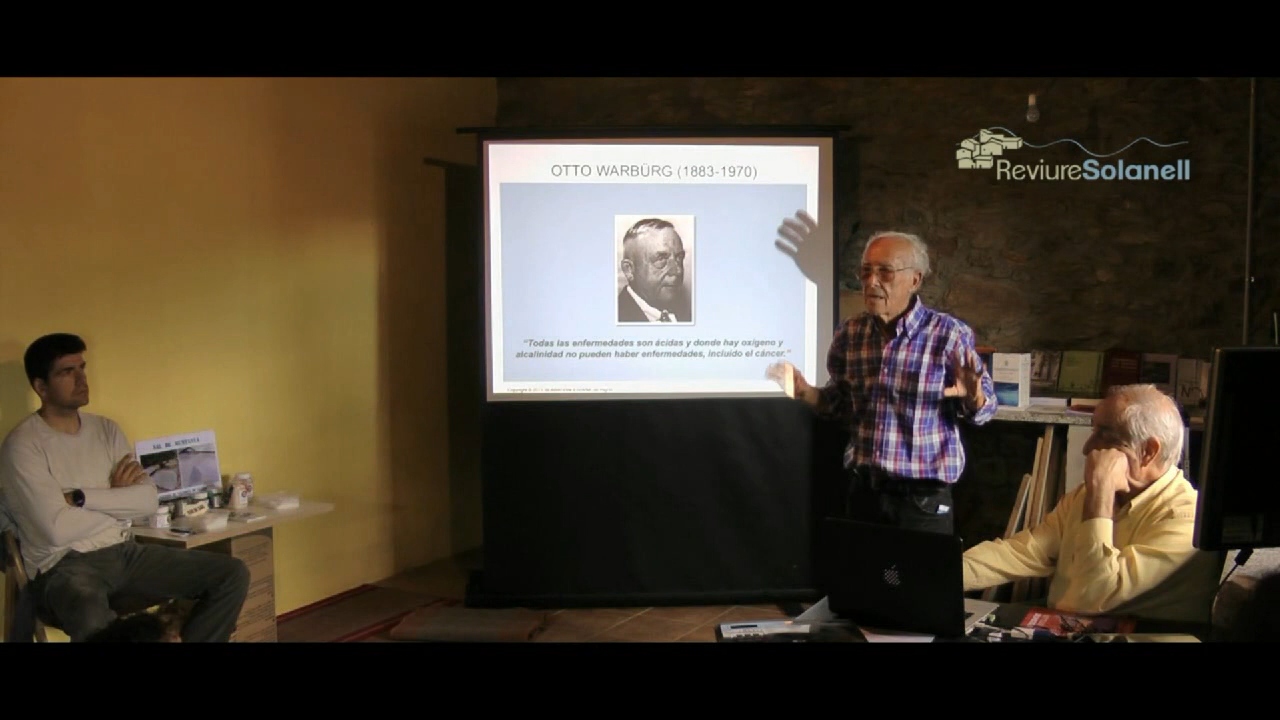 ReviureSolanell
OTTO WARBÜRG (1883-1970)
"Todas las enfermedades son ácidas y donde hay oxígeno y
alcalinidad no pueden haber enfermedades, incluido el cáncer."